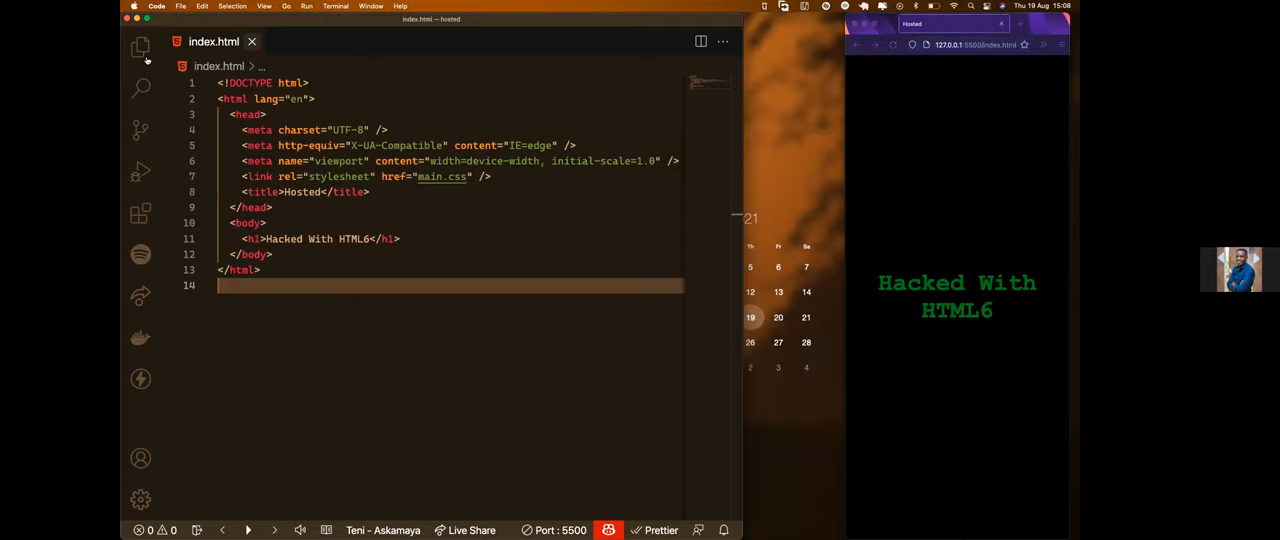 Code File Edit Selection View Go Run Terminal Window Help
Thu 19 Aug 15:08
index.html — hosted
index.html
index.html > ...
1 <!DOCTYPE html>
2 <html lang="en">
3 <head>
4 <meta charset="UTF-8" />
5 <meta http-equiv="X-UA-Compatible" content="IE=edge" />
6 <meta name="viewport" content="width=device-width, initial-scale=1.0" />
7 <link rel="stylesheet" href="main.css" />
8 <title>Hosted</title>
9 </head>
10 <body>
11 <h1>Hacked With HTML6</h1>
12 </body>
13 </html>
14
0 0 Teni - Askamaya Live Share Port : 5500 Prettier
21
Th Fr Sa
5 6 7
12 13 14
19 20 21
26 27 28
2 3 4
Hosted
127.0.0.1:5500/index.html
Hacked With
HTML6